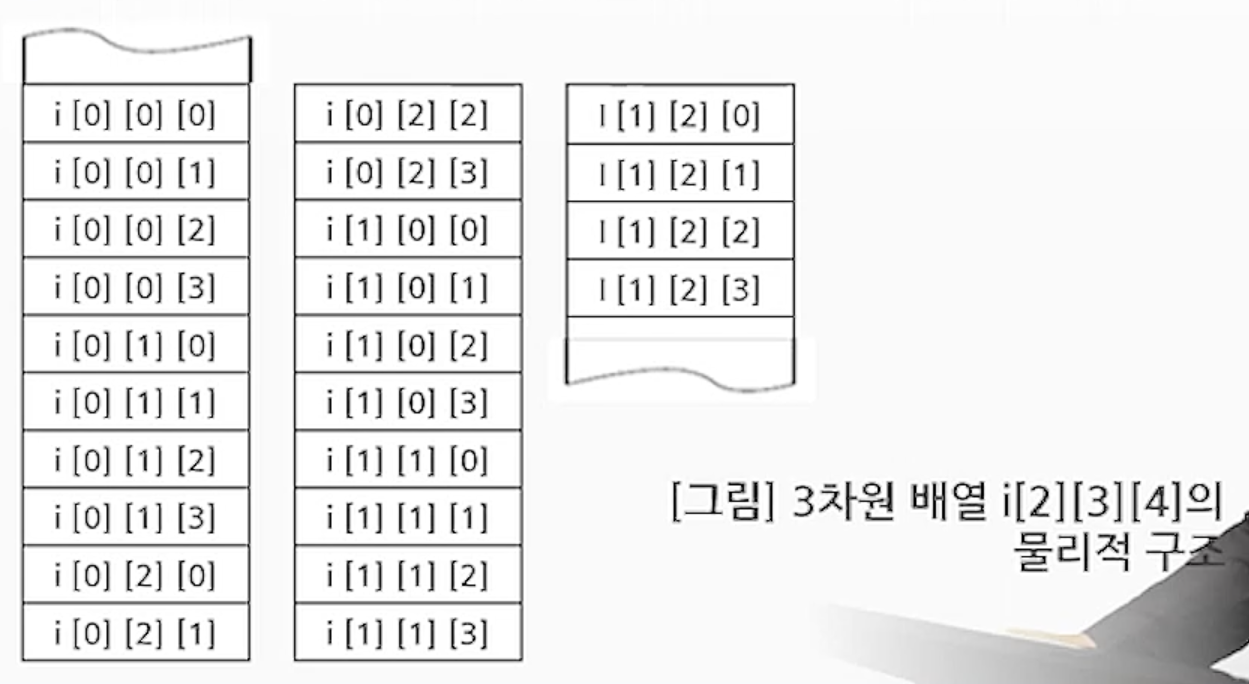 i [0] [0] [0]
i [0] [0] [1]
i [0] [0] [2]
i [0] [0] [3]
i [0] [1] [0]
i [0] [1] [1]
i [0] [1] [2]
i [0] [1] [3]
i [0] [2] [0]
i [0] [2] [1]
i [0] [2] [2]
i [0] [2] [3]
i [1] [0] [0]
i [1] [0] [1]
i [1] [0] [2]
i [1] [0] [3]
i [1] [1] [0]
i [1] [1] [1]
i [1] [1] [2]
i [1] [1] [3]
I [1] [2] [0]
I [1] [2] [1]
I [1] [2] [2]
I [1] [2] [3]
[그림] 3차원 배열 i[2][3][4]의
물리적 구조